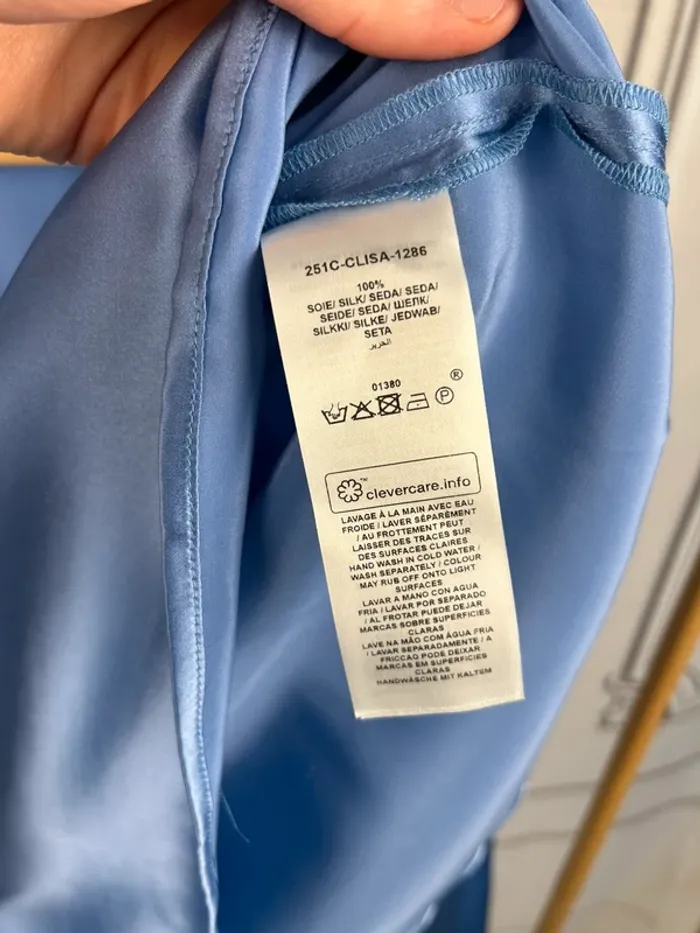 251C-CLISA-1286
100%
SOIE/ SILK/ SEDA/ SEDA/
SEIDE/ SEDA/ ШЕЛК/
SILKKI/ SILKE/ JEDWAB/
SETA
الحرير
01380
®
P
™
clevercare.info
LAVAGE À LA MAIN AVEC EAU
FROIDE / LAVER SÉPARÉMENT
/ AU FROTTEMENT PEUT
LAISSER DES TRACES SUR
DES SURFACES CLAIRES
HAND WASH IN COLD WATER /
WASH SEPARATELY / COLOUR
MAY RUB OFF ONTO LIGHT
SURFACES
LAVAR A MANO CON AGUA
FRIA / LAVAR POR SEPARADO
/ AL FROTAR PUEDE DEJAR
MARCAS SOBRE SUPERFICIES
CLARAS
LAVE NA MÃO COM ÁGUA FRIA
/ LAVAR SEPARADAMENTE / A
FRICCAO PODE DEIXAR
MARCAS EM SUPERFICIES
CLARAS
HANDWÄSCHE MIT KALTEM